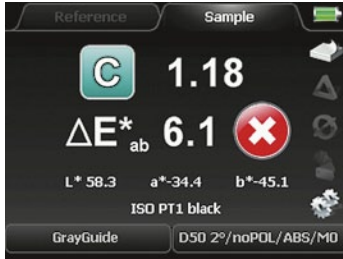 Reference Sample
C 1.18
ΔE*ab 6.1
L* 58.3 a*-34.4 b*-45.1
ISO PT1 black
GrayGuide D50 2°/noPOL/ABS/M0